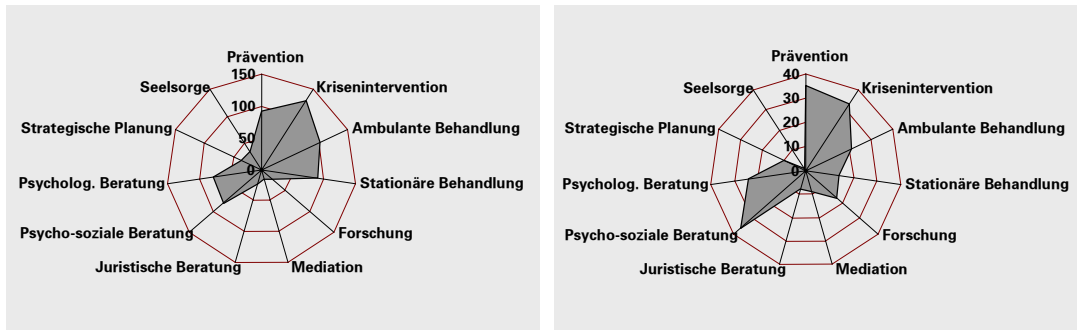 Prävention
150
100
50
0
Krisenintervention
Ambulante Behandlung
Stationäre Behandlung
Forschung
Mediation
Juristische Beratung
Psycho-soziale Beratung
Psycholog. Beratung
Strategische Planung
Seelsorge
Prävention
40
30
20
10
0
Krisenintervention
Ambulante Behandlung
Stationäre Behandlung
Forschung
Mediation
Juristische Beratung
Psycho-soziale Beratung
Psycholog. Beratung
Strategische Planung
Seelsorge